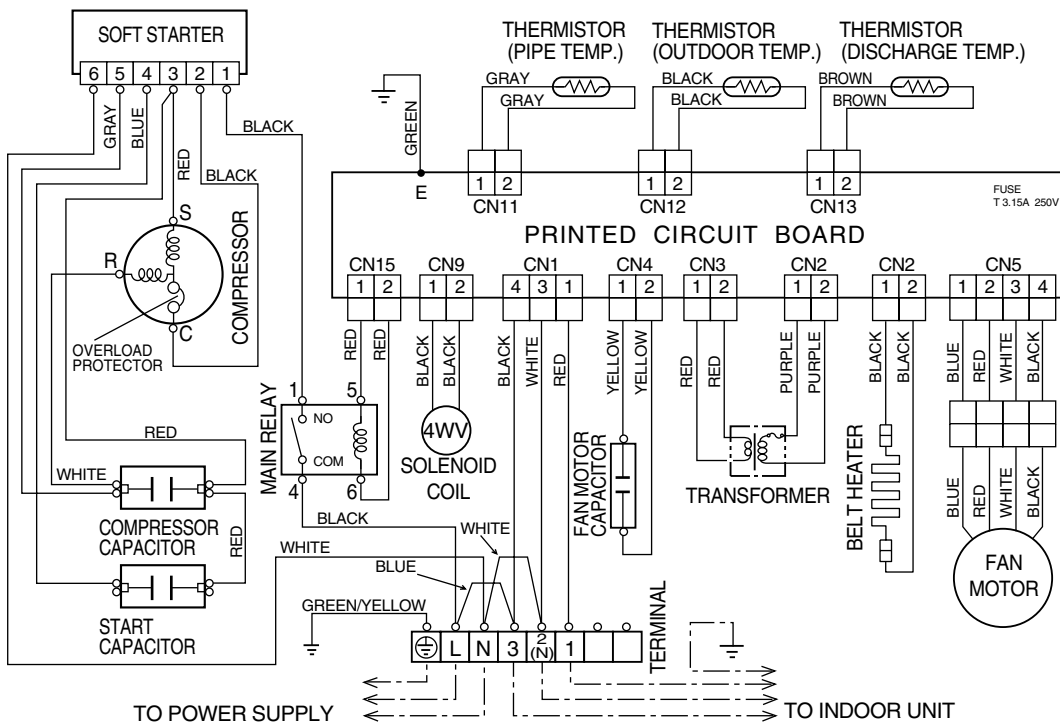 SOFT STARTER
6 5 4 3 2 1
GRAY
BLUE
RED
BLACK
BLACK
THERMISTOR
(PIPE TEMP.)
THERMISTOR
(OUTDOOR TEMP.)
THERMISTOR
(DISCHARGE TEMP.)
GRAY
GRAY
BLACK
BLACK
BROWN
BROWN
GREEN
E
1 2
CN11
1 2
CN12
1 2
CN13
FUSE
T 3.15A 250V
PRINTED CIRCUIT BOARD
S
R
C
COMPRESSOR
OVERLOAD
PROTECTOR
CN15
1 2
CN9
1 2
CN1
4 3 1
CN4
1 2
CN3
1 2
CN2
1 2
CN2
1 2
CN5
1 2 3 4
RED
RED
BLACK
BLACK
BLACK
WHITE
RED
YELLOW
YELLOW
RED
RED
PURPLE
PURPLE
BLACK
BLACK
BLUE
RED
WHITE
BLACK
MAIN RELAY
1
5
NO
COM
4
6
4WV
SOLENOID
COIL
FAN MOTOR
CAPACITOR
TRANSFORMER
BELT HEATER
BLUE
RED
WHITE
BLACK
FAN
MOTOR
RED
WHITE
COMPRESSOR
CAPACITOR
RED
START
CAPACITOR
BLACK
WHITE
WHITE
BLUE
GREEN/YELLOW
L N 3 2(N) 1
TERMINAL
TO POWER SUPPLY
TO INDOOR UNIT